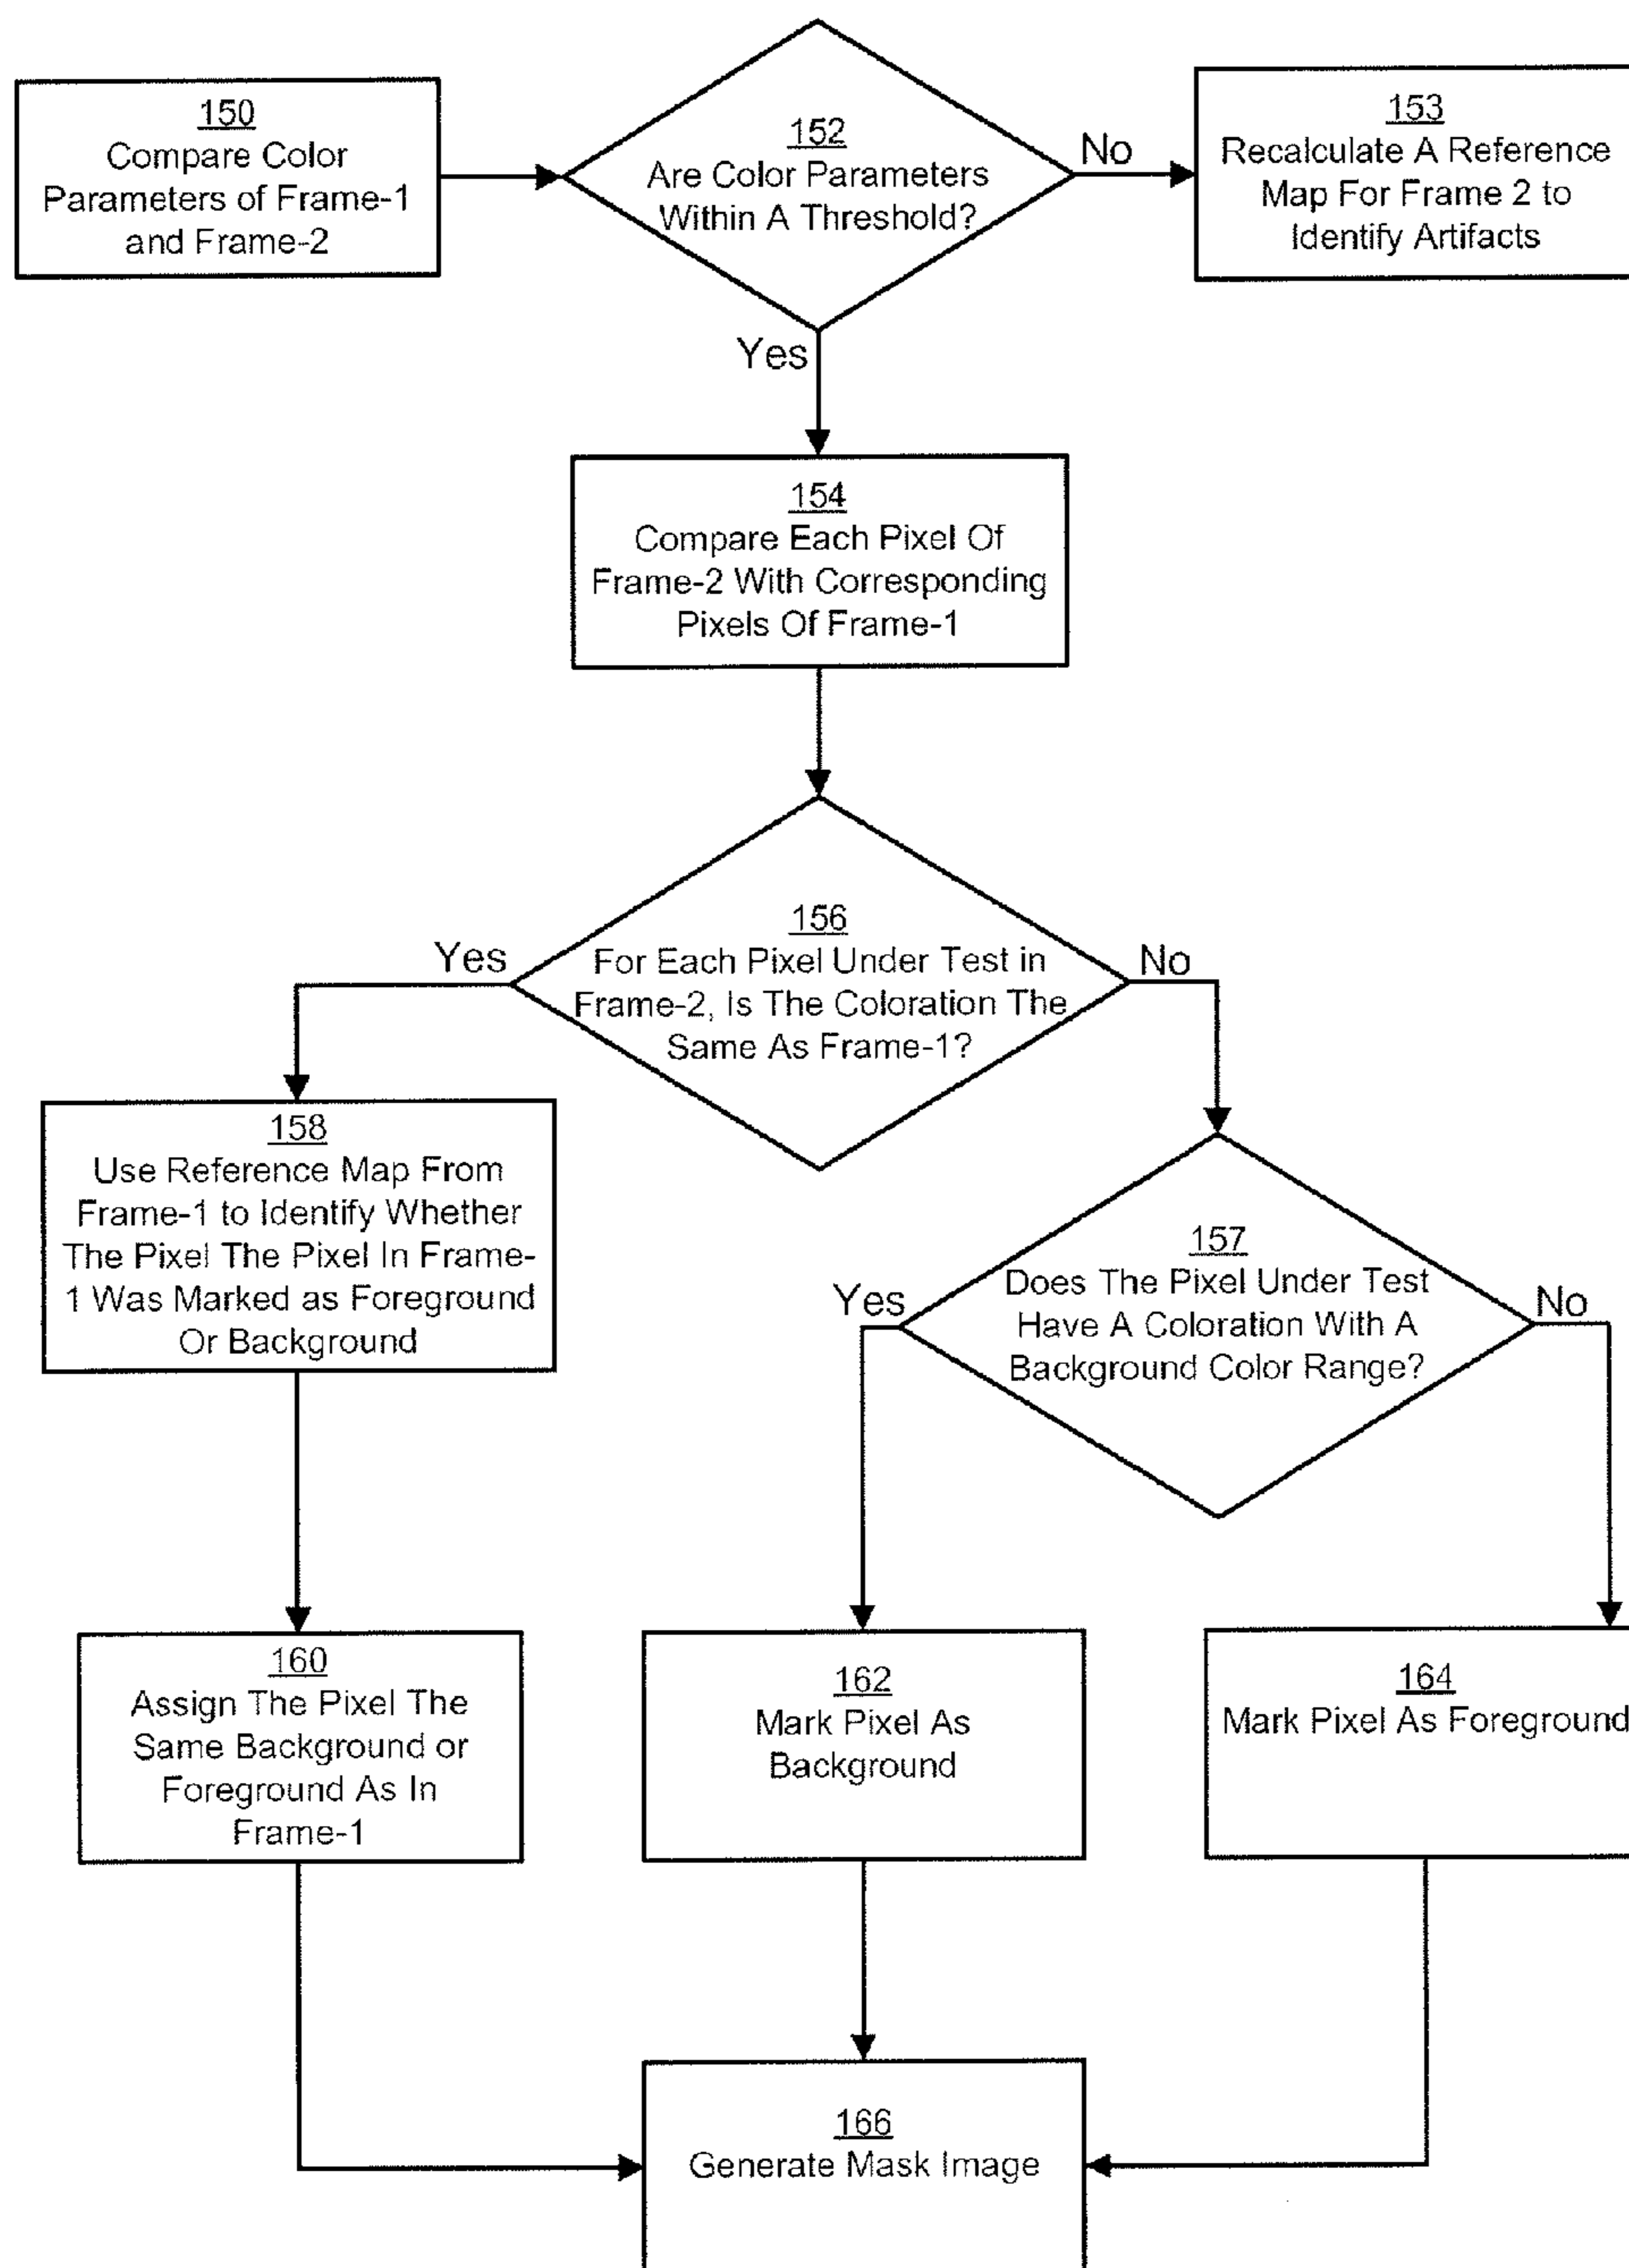 150
Compare Color
Parameters of Frame-1
and Frame-2
152
Are Color Parameters
Within A Threshold?
No
153
Recalculate A Reference
Map For Frame 2 to
Identify Artifacts
Yes
154
Compare Each Pixel Of
Frame-2 With Corresponding
Pixels Of Frame-1
156
For Each Pixel Under Test in
Frame-2, Is The Coloration The
Same As Frame-1?
Yes
No
158
Use Reference Map From
Frame-1 to Identify Whether
The Pixel The Pixel In Frame-
1 Was Marked as Foreground
Or Background
157
Does The Pixel Under Test
Have A Coloration With A
Background Color Range?
Yes
No
160
Assign The Pixel The
Same Background or
Foreground As In
Frame-1
162
Mark Pixel As
Background
164
Mark Pixel As Foreground
166
Generate Mask Image